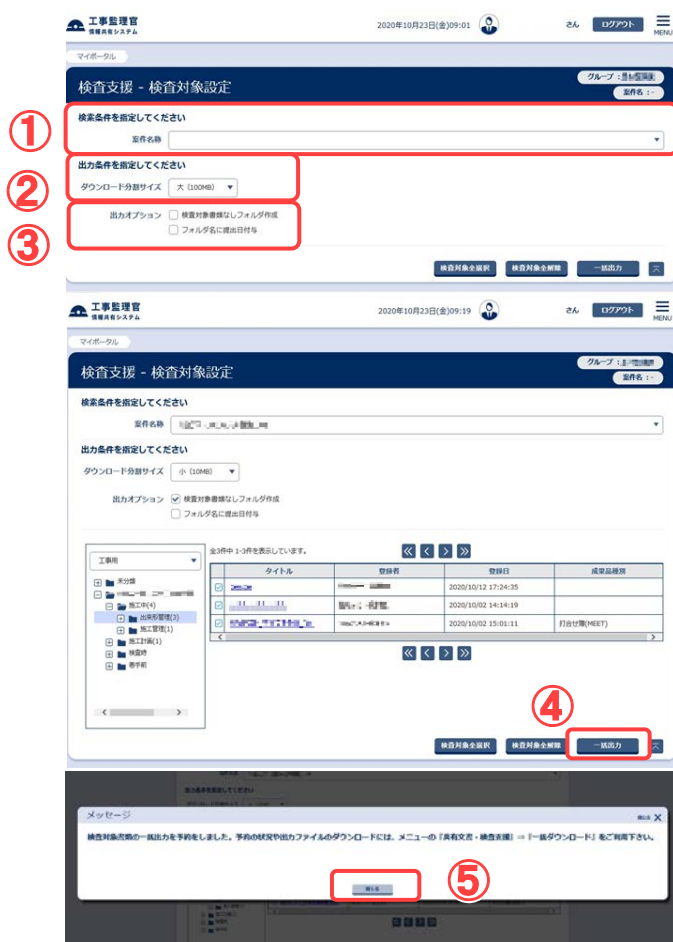 工事監理官
情報共有システム
2020年10月23日(金)09:01
さん
ログアウト
MENU
マイポータル
検査支援 - 検査対象設定
グループ :
案件名 : -
①
検索条件を指定してください
案件名称
②
出力条件を指定してください
ダウンロード分割サイズ 大 (100MB)
③
出力オプション 検査対象書類なしフォルダ作成
フォルダ名に提出日付与
検査対象全選択 検査対象全解除 一括出力
工事監理官
情報共有システム
2020年10月23日(金)09:19
さん
ログアウト
MENU
マイポータル
検査支援 - 検査対象設定
グループ :
案件名 : -
検索条件を指定してください
案件名称
出力条件を指定してください
ダウンロード分割サイズ 小 (10MB)
出力オプション 検査対象書類なしフォルダ作成
フォルダ名に提出日付与
工事用
未分類
施工中(4)
出来形管理(3)
施工管理(1)
施工計画(1)
検査時
着手前
全3件中 1-3件を表示しています。
タイトル 登録者 登録日 成果品種別
2020/10/12 17:24:35
2020/10/02 14:14:19
2020/10/02 15:01:11 打合せ簿(MEET)
④
検査対象全選択 検査対象全解除 一括出力
メッセージ
閉じる X
検査対象書類の一括出力を予約をしました。予約の状況や出力ファイルのダウンロードには、メニューの『共有文書・検査支援』⇒『一括ダウンロード』をご利用下さい。
閉じる
⑤